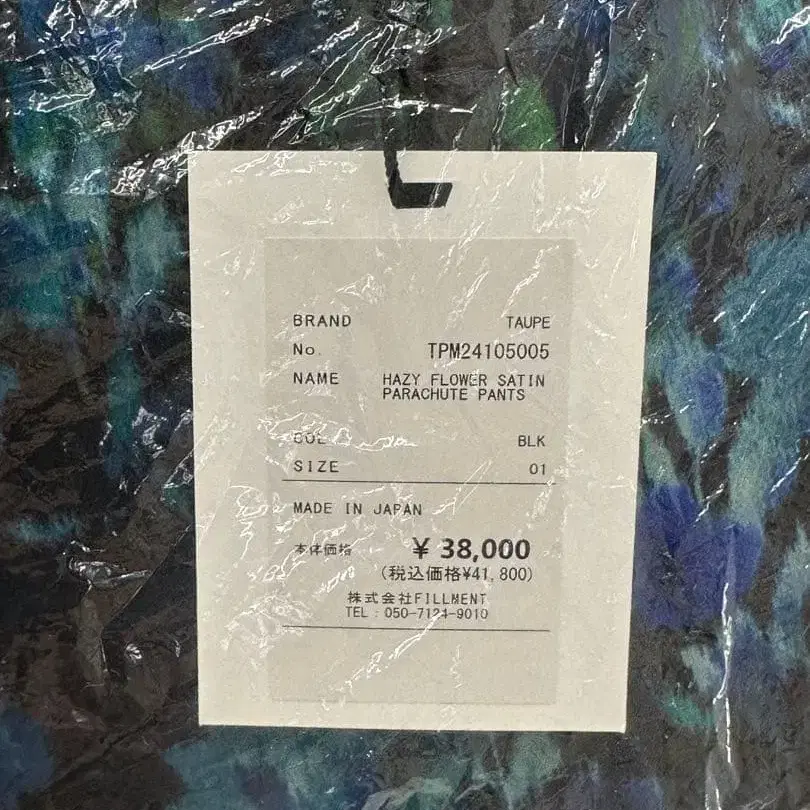 BRAND TAUPE
No. TPM24105005
NAME HAZY FLOWER SATIN
PARACHUTE PANTS
COL BLK
SIZE 01
MADE IN JAPAN
本体価格 ¥ 38,000
(税込価格¥41,800)
株式会社FILLMENT
TEL : 050-7124-9010